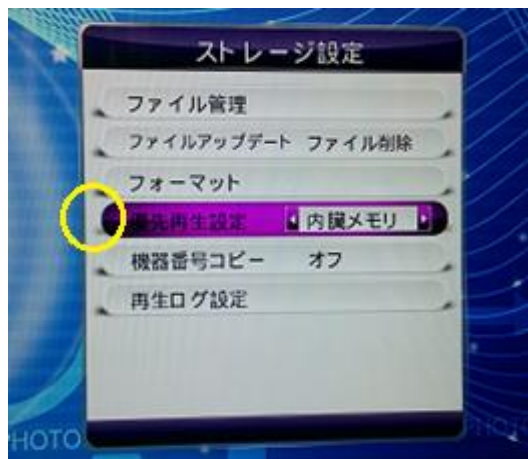 ストレージ設定
ファイル管理
ファイルアップデート ファイル削除
フォーマット
優先再生設定 内臓メモリ
機器番号コピー オフ
再生ログ設定
PHOTO